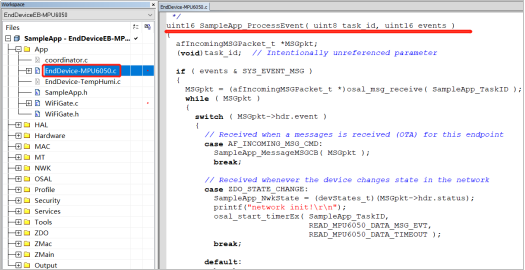 Workspace
EndDeviceEB-MPU6050
Files
SampleApp - EndDeviceEB-MP...
App
coordinator.c
EndDevice-MPU6050.c
EndDevice-TempHumi.c
SampleApp.h
WiFiGate.c
WiFiGate.h
HAL
Hardware
MAC
MT
NWK
OSAL
Profile
Security
Services
Tools
ZDO
ZMac
ZMain
Output
*/
uint16 SampleApp_ProcessEvent( uint8 task_id, uint16 events )
{
afIncomingMSGPacket_t *MSGpkt;
(void)task_id; // Intentionally unreferenced parameter
if ( events & SYS_EVENT_MSG )
{
MSGpkt = (afIncomingMSGPacket_t *)osal_msg_receive( SampleApp_TaskID );
while ( MSGpkt )
{
switch ( MSGpkt->hdr.event )
{
// Received when a messages is received (OTA) for this endpoint
case AF_INCOMING_MSG_CMD:
SampleApp_MessageMSGCB( MSGpkt );
break;
// Received whenever the device changes state in the network
case ZDO_STATE_CHANGE:
SampleApp_NwkState = (devStates_t)(MSGpkt->hdr.status);
printf("network init!\r\n");
osal_start_timerEx( SampleApp_TaskID,
READ_MPU6050_DATA_MSG_EVT,
READ_MPU6050_DATA_TIMEOUT );
break;
default: